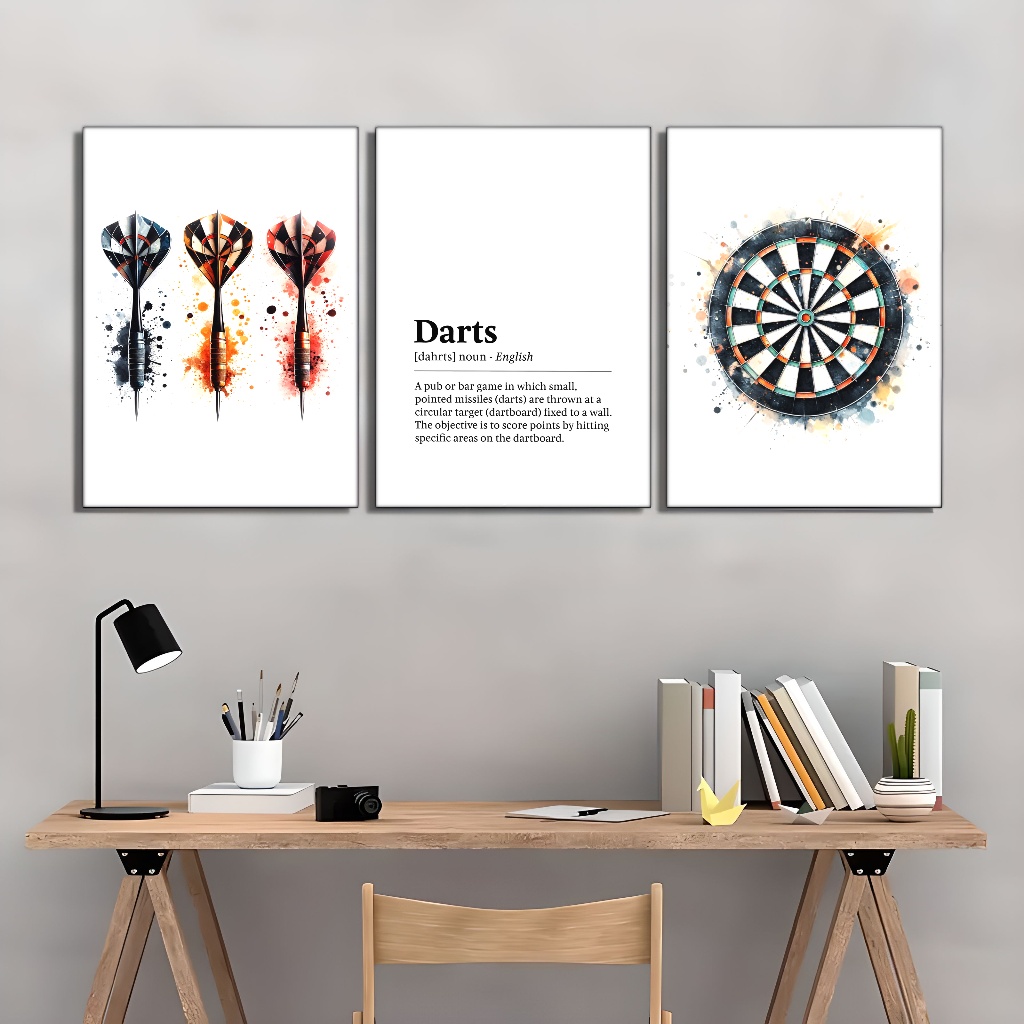 Darts
[dahrts] noun - English
A pub or bar game in which small,
pointed missiles (darts) are thrown at a
circular target (dartboard) fixed to a wall.
The objective is to score points by hitting
specific areas on the dartboard.